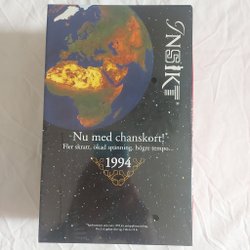 INSIKT
Nu med chanskort!
Fler skratt, ökad spänning, högre tempo...
1994